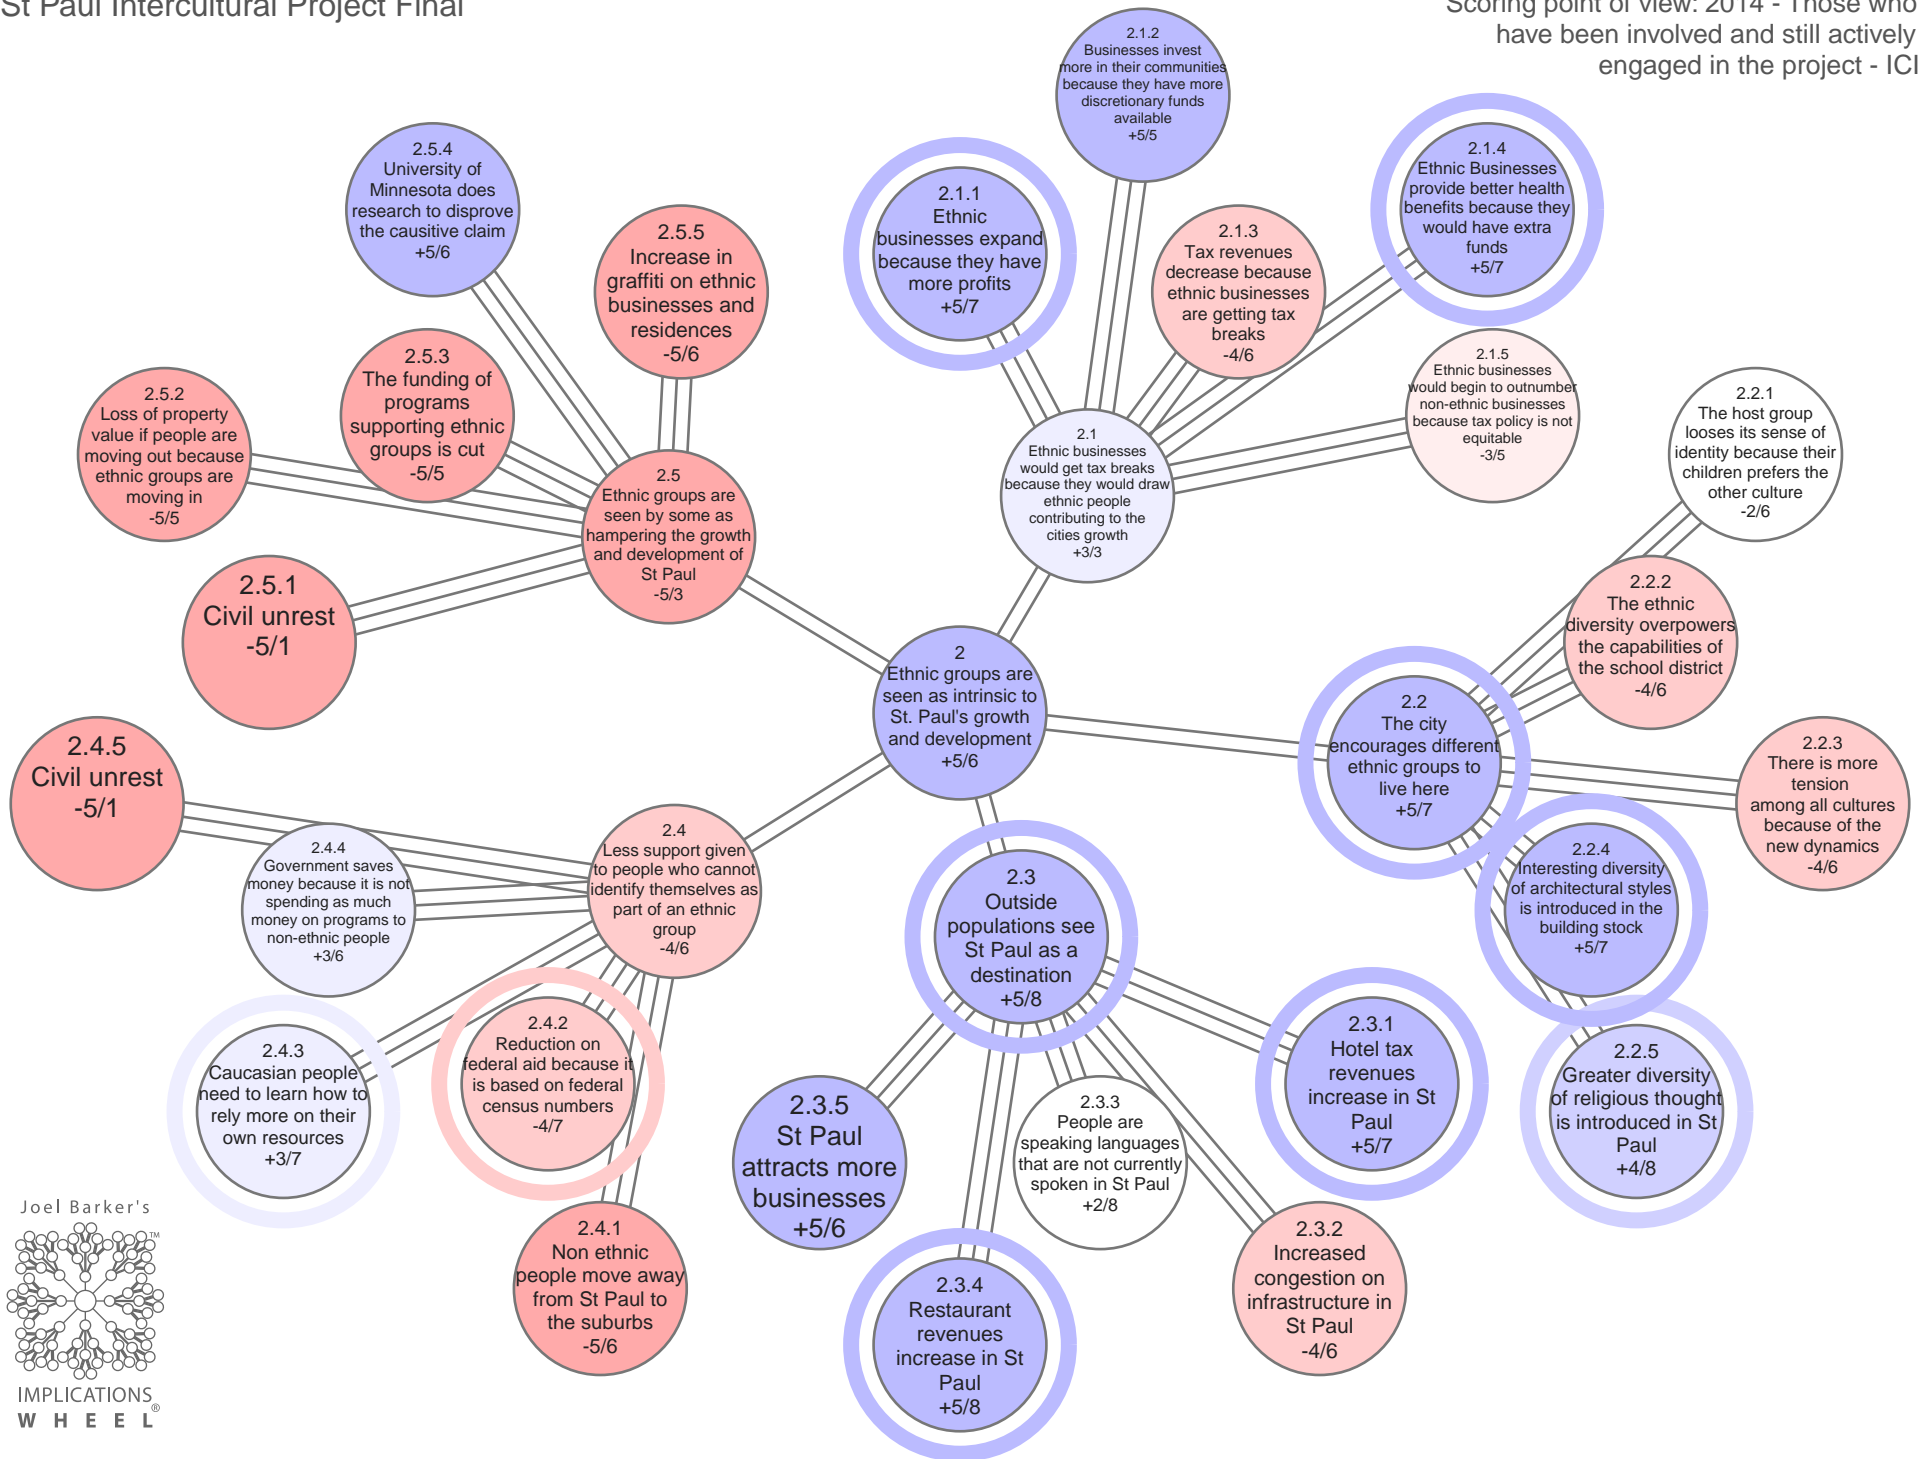 St Paul Intercultural Project Final
Scoring point of view: 2014 - Those who
have been involved and still actively
engaged in the project - ICI
2.1.2
Businesses invest
more in their communities
because they have more
discretionary funds
available
+5/5
2.5.4
University of
Minnesota does
research to disprove
the causitive claim
+5/6
2.1.4
Ethnic Businesses
provide better health
benefits because they
would have extra
funds
+5/7
2.1.1
Ethnic
businesses expand
because they have
more profits
+5/7
2.5.5
Increase in
graffiti on ethnic
businesses and
residences
-5/6
2.1.3
Tax revenues
decrease because
ethnic businesses
are getting tax
breaks
-4/6
2.5.3
The funding of
programs
supporting ethnic
groups is cut
-5/5
2.1.5
Ethnic businesses
would begin to outnumber
non-ethnic businesses
because tax policy is not
equitable
-3/5
2.5.2
Loss of property
value if people are
moving out because
ethnic groups are
moving in
-5/5
2.2.1
The host group
looses its sense of
identity because their
children prefers the
other culture
-2/6
2.1
Ethnic businesses
would get tax breaks
because they would draw
ethnic people
contributing to the
cities growth
+3/3
2.5
Ethnic groups are
seen by some as
hampering the growth
and development of
St Paul
-5/3
2.5.1
Civil unrest
-5/1
2.2.2
The ethnic
diversity overpowers
the capabilities of
the school district
-4/6
2
Ethnic groups are
seen as intrinsic to
St. Paul's growth
and development
+5/6
2.2
The city
encourages different
ethnic groups to
live here
+5/7
2.4.5
Civil unrest
-5/1
2.2.3
There is more
tension
among all cultures
because of the
new dynamics
-4/6
2.4
Less support given
to people who cannot
identify themselves as
part of an ethnic
group
-4/6
2.4.4
Government saves
money because it is not
spending as much
money on programs to
non-ethnic people
+3/6
2.3
Outside
populations see
St Paul as a
destination
+5/8
2.2.4
Interesting diversity
of architectural styles
is introduced in the
building stock
+5/7
2.4.3
Caucasian people
need to learn how to
rely more on their
own resources
+3/7
2.4.2
Reduction on
federal aid because it
is based on federal
census numbers
-4/7
2.3.1
Hotel tax
revenues
increase in St
Paul
+5/7
2.2.5
Greater diversity
of religious thought
is introduced in St
Paul
+4/8
2.3.5
St Paul
attracts more
businesses
+5/6
2.3.3
People are
speaking languages
that are not currently
spoken in St Paul
+2/8
2.4.1
Non ethnic
people move away
from St Paul to
the suburbs
-5/6
2.3.4
Restaurant
revenues
increase in St
Paul
+5/8
2.3.2
Increased
congestion on
infrastructure in
St Paul
-4/6
Joel Barker's
™
IMPLICATIONS
WHEEL®